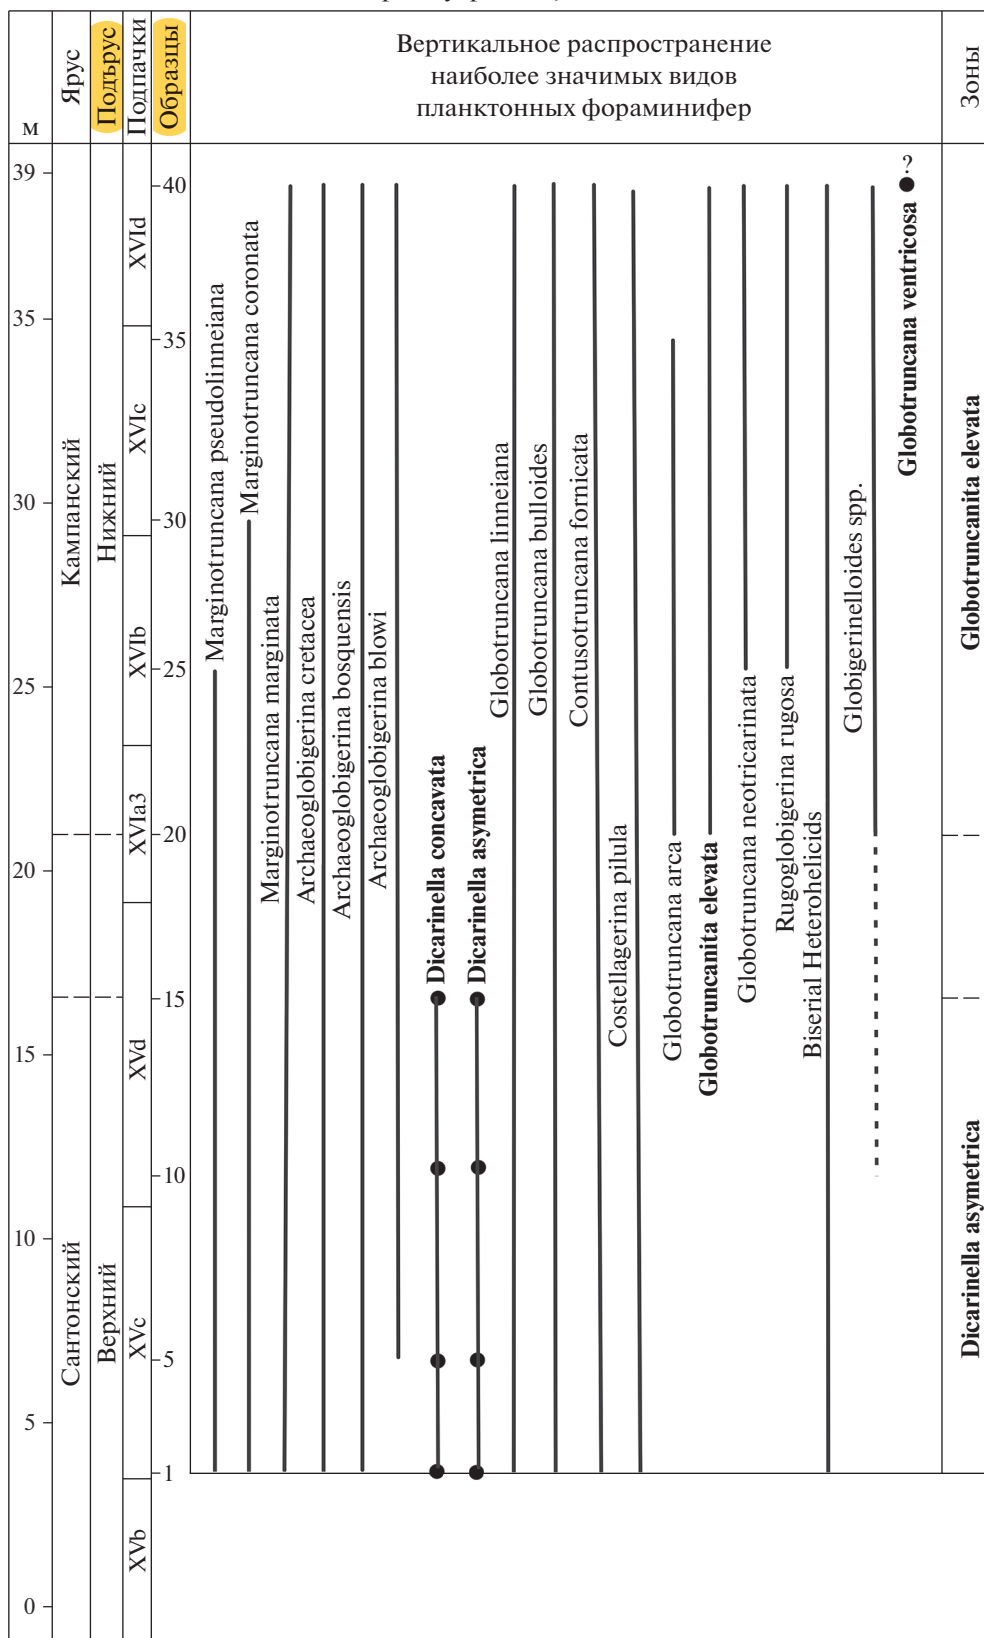 м
Ярус
Подъярус
Подпачки
Образцы
Вертикальное распространение
наиболее значимых видов
планктонных фораминифер
Зоны
39
35
30
25
20
15
10
5
0
Кампанский
Сантонский
Нижний
Верхний
XVId
XVIc
XVIb
XVIa3
XVd
XVc
XVb
40
35
30
25
20
15
10
5
1
Marginotruncana pseudolinneiana
Marginotruncana coronata
Marginotruncana marginata
Archaeoglobigerina cretacea
Archaeoglobigerina bosquensis
Archaeoglobigerina blowi
Dicarinella concavata
Dicarinella asymetrica
Globotruncana linneiana
Globotruncana bulloides
Contusotruncana fornicata
Costellagerina pilula
Globotruncana arca
Globotruncanita elevata
Globotruncana neotricarinata
Rugoglobigerina rugosa
Biserial Heterohelicids
Globigerinelloides spp.
Globotruncana ventricosa
?
Globotruncanita elevata
Dicarinella asymetrica